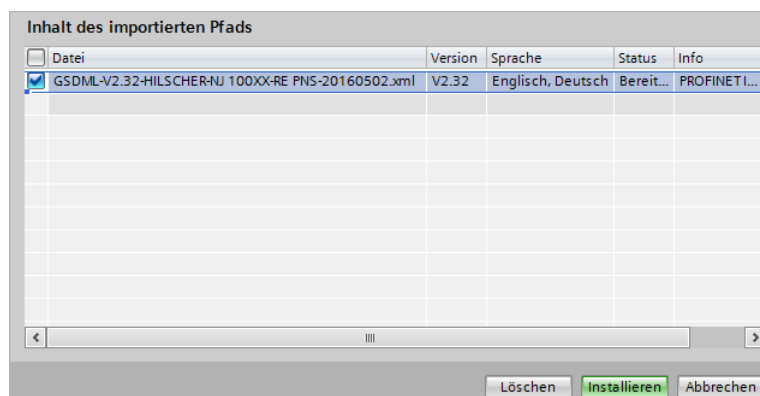 Inhalt des importierten Pfads
Datei Version Sprache Status Info
GSDML-V2.32-HILSCHER-NJ 100XX-RE PNS-20160502.xml V2.32 Englisch, Deutsch Bereit... PROFINET I...
Löschen Installieren Abbrechen